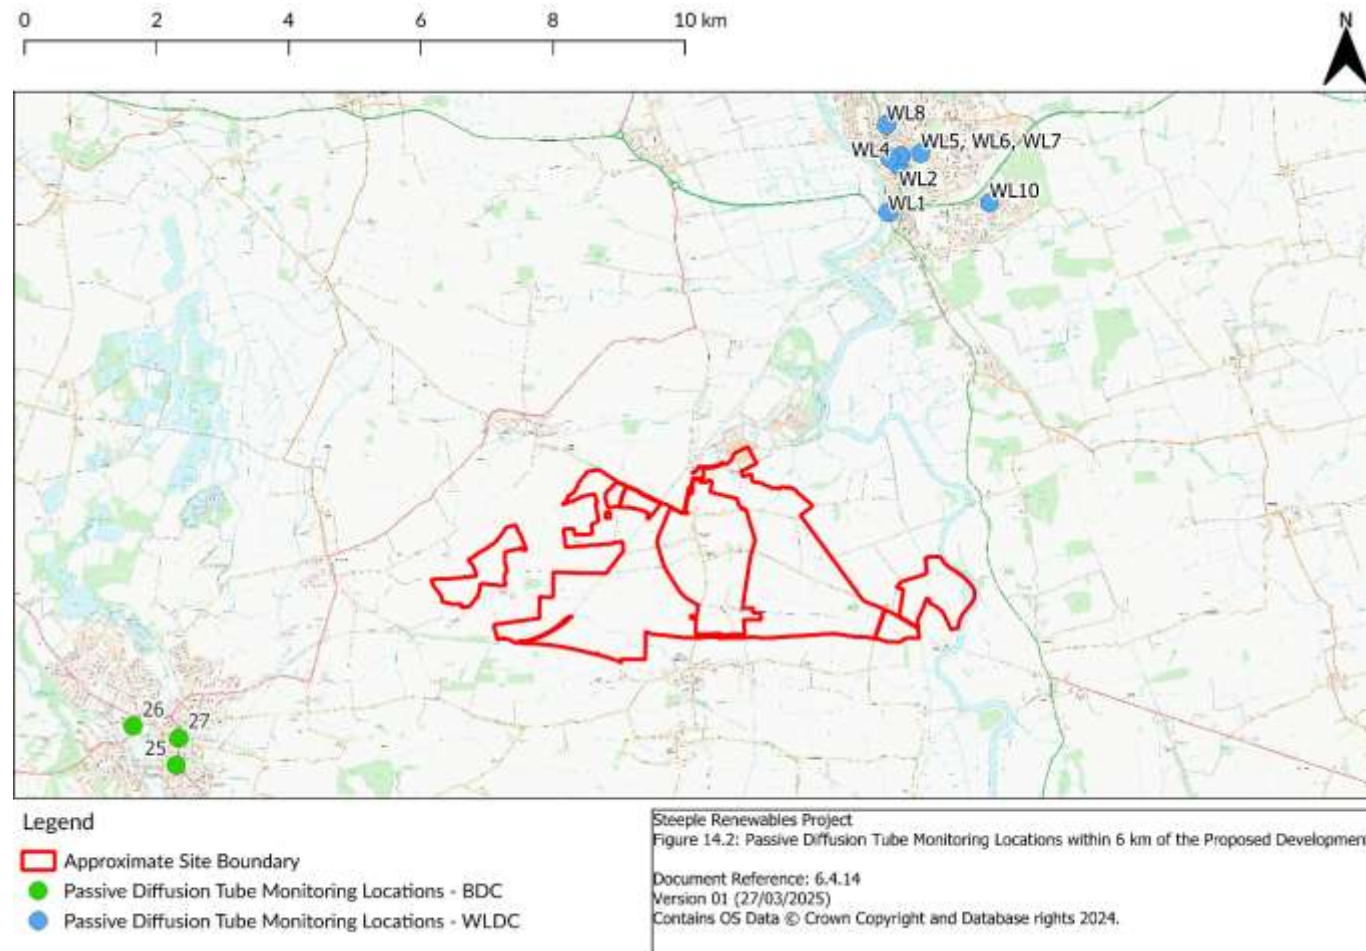 0 2 4 6 8 10 km
N
WL8
WL4
WL5, WL6, WL7
WL2
WL10
WL1
26
27
25
Legend
Approximate Site Boundary
Passive Diffusion Tube Monitoring Locations - BDC
Passive Diffusion Tube Monitoring Locations - WLDC
Steeple Renewables Project
Figure 14.2: Passive Diffusion Tube Monitoring Locations within 6 km of the Proposed Developmen
Document Reference: 6.4.14
Version 01 (27/03/2025)
Contains OS Data © Crown Copyright and Database rights 2024.